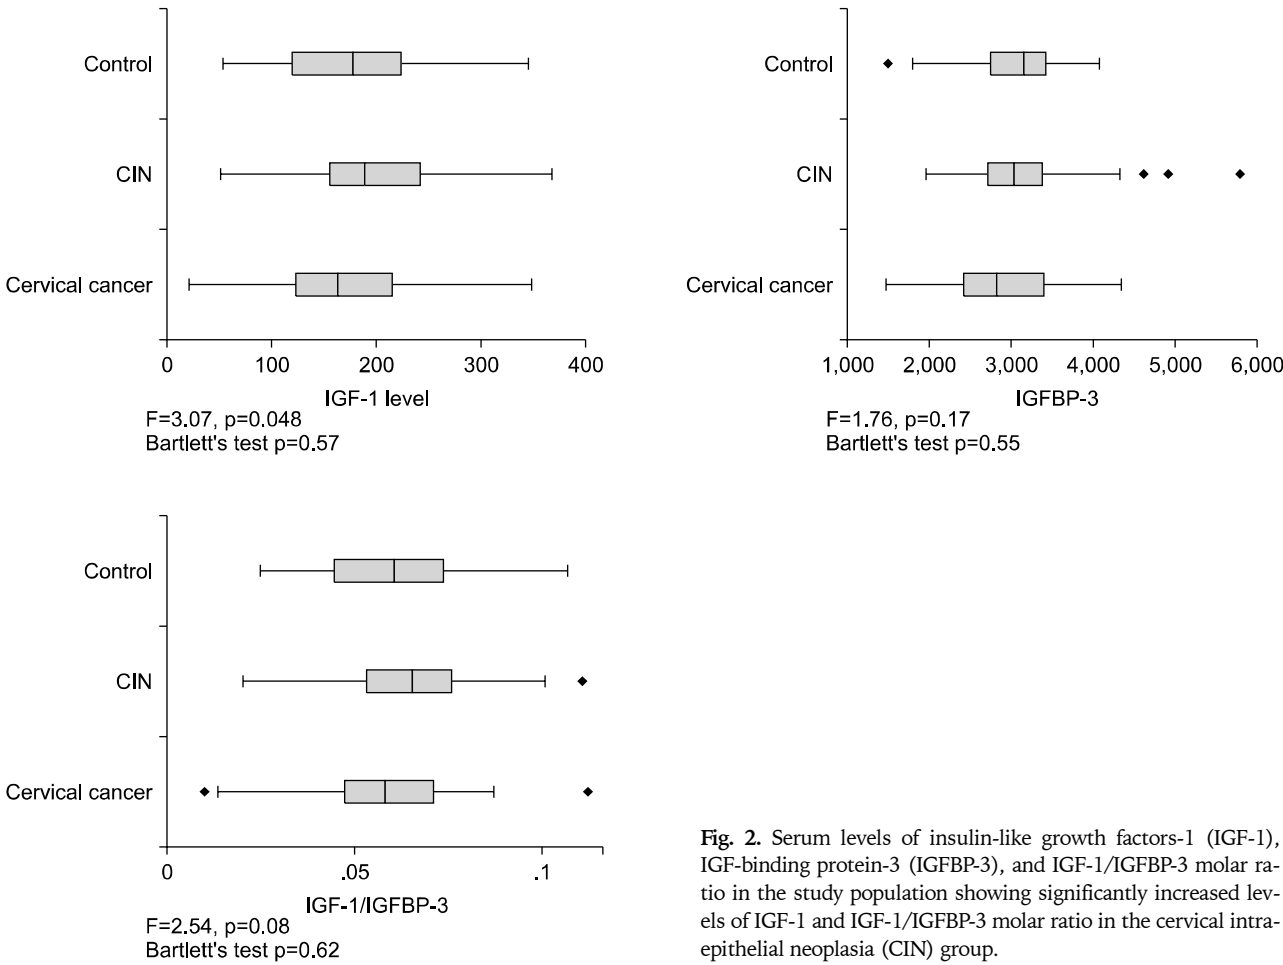 Control
CIN
Cervical cancer
0 100 200 300 400
IGF-1 level
F=3.07, p=0.048
Bartlett's test p=0.57
Control
CIN
Cervical cancer
1,000 2,000 3,000 4,000 5,000 6,000
IGFBP-3
F=1.76, p=0.17
Bartlett's test p=0.55
Control
CIN
Cervical cancer
0 .05 .1
IGF-1/IGFBP-3
F=2.54, p=0.08
Bartlett's test p=0.62
Fig. 2. Serum levels of insulin-like growth factors-1 (IGF-1),
IGF-binding protein-3 (IGFBP-3), and IGF-1/IGFBP-3 molar ra-
tio in the study population showing significantly increased lev-
els of IGF-1 and IGF-1/IGFBP-3 molar ratio in the cervical intra-
epithelial neoplasia (CIN) group.